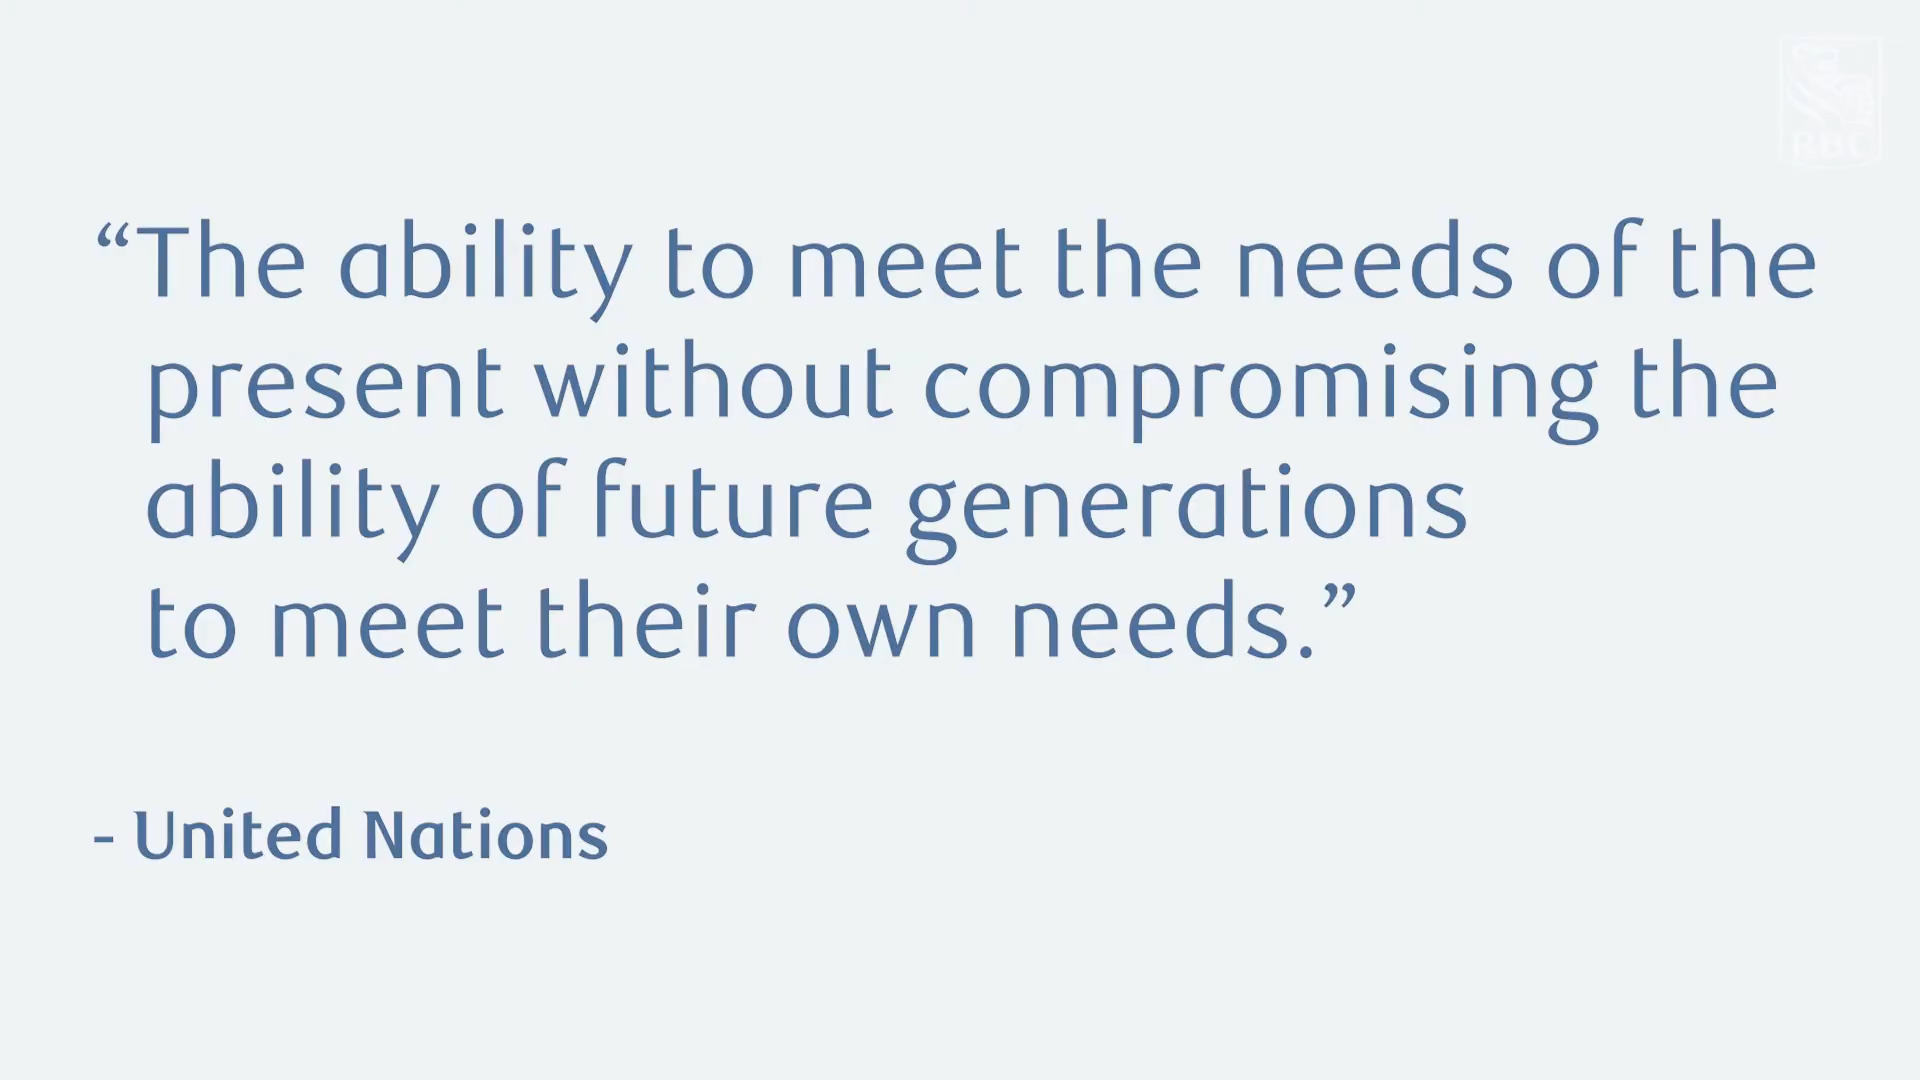 RBC
“The ability to meet the needs of the
present without compromising the
ability of future generations
to meet their own needs.”
- United Nations